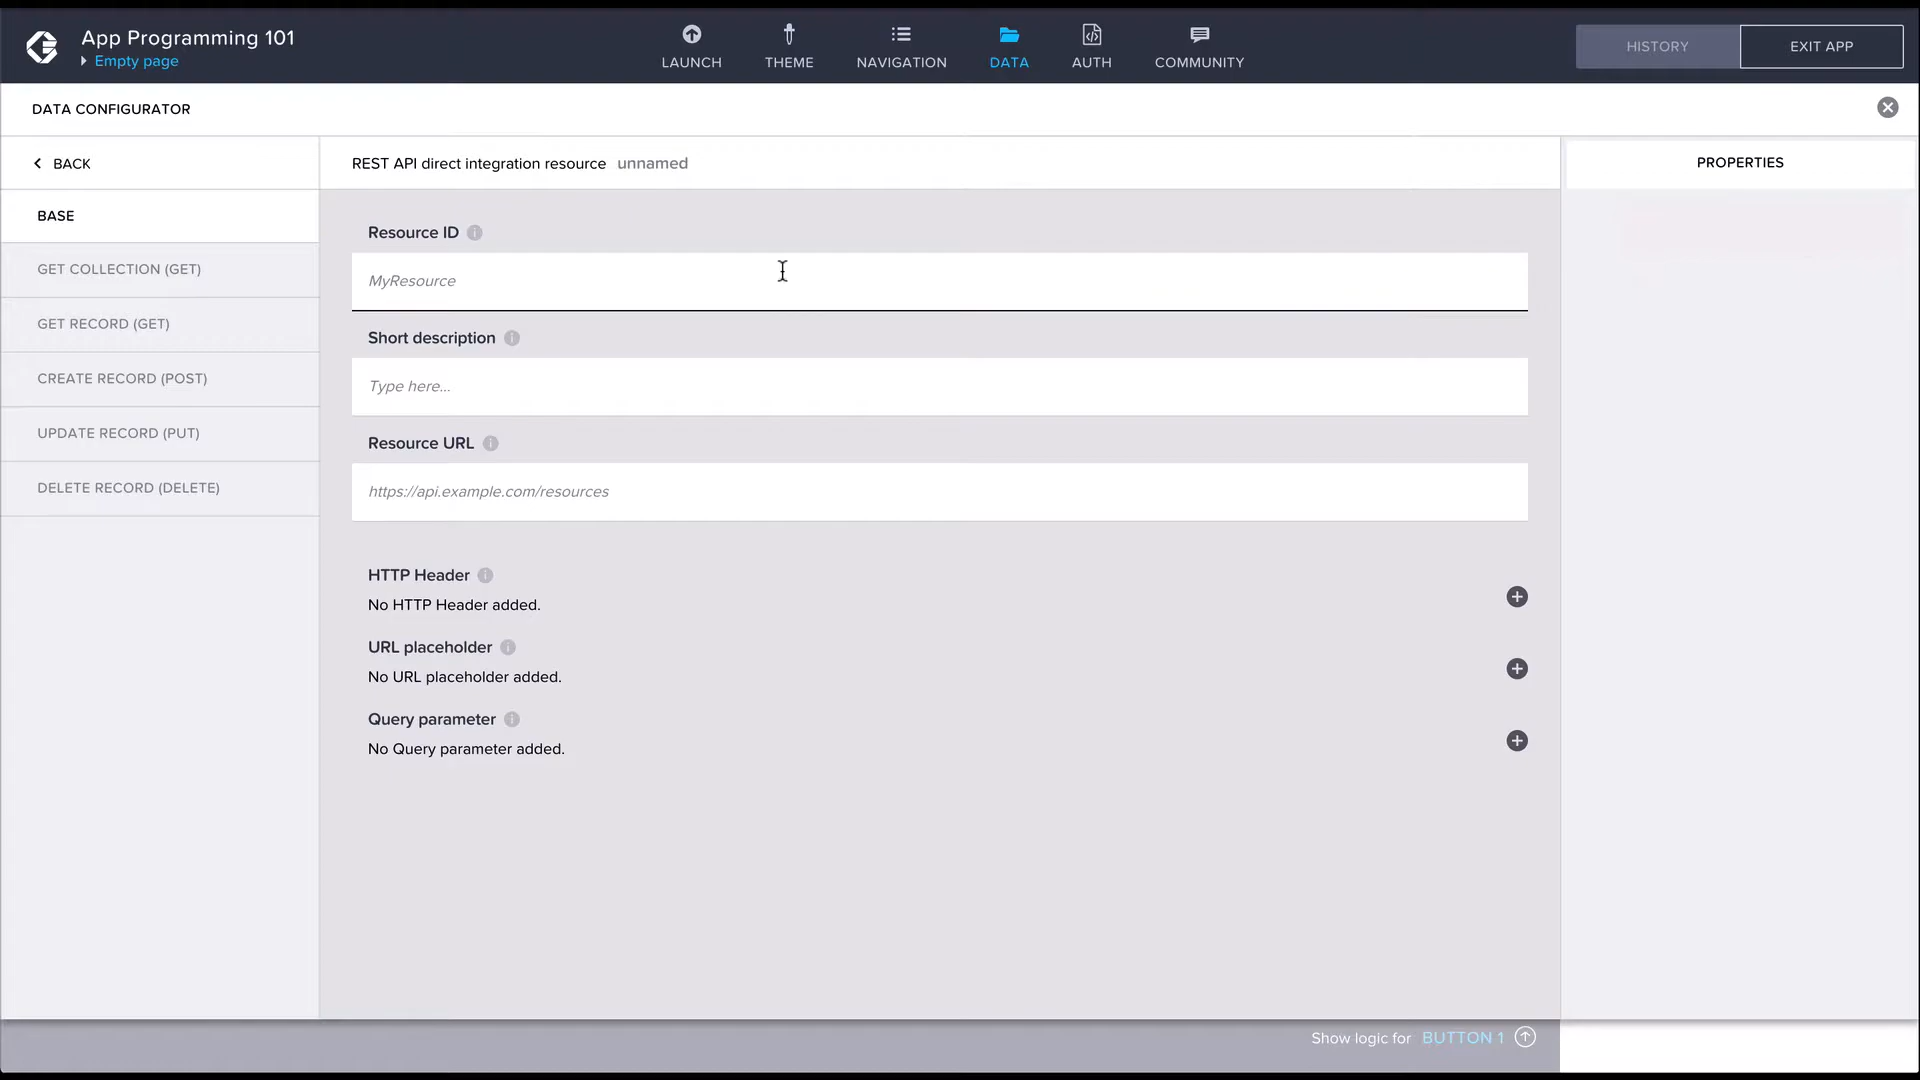 App Programming 101
Empty page
LAUNCH
THEME
NAVIGATION
DATA
AUTH
COMMUNITY
HISTORY
EXIT APP
DATA CONFIGURATOR
BACK
REST API direct integration resource unnamed
PROPERTIES
BASE
GET COLLECTION (GET)
GET RECORD (GET)
CREATE RECORD (POST)
UPDATE RECORD (PUT)
DELETE RECORD (DELETE)
Resource ID
MyResource
Short description
Type here...
Resource URL
https://api.example.com/resources
HTTP Header
No HTTP Header added.
URL placeholder
No URL placeholder added.
Query parameter
No Query parameter added.
Show logic for BUTTON 1